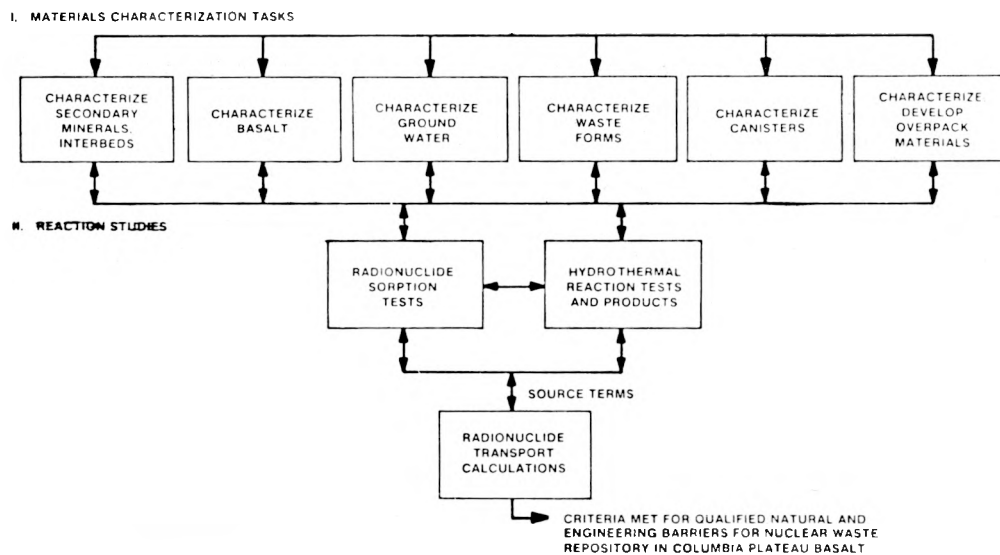 I. MATERIALS CHARACTERIZATION TASKS
CHARACTERIZE
SECONDARY
MINERALS,
INTERBEDS
CHARACTERIZE
BASALT
CHARACTERIZE
GROUND
WATER
CHARACTERIZE
WASTE
FORMS
CHARACTERIZE
CANISTERS
CHARACTERIZE,
DEVELOP
OVERPACK
MATERIALS
II. REACTION STUDIES
RADIONUCLIDE
SORPTION
TESTS
HYDROTHERMAL
REACTION TESTS
AND PRODUCTS
SOURCE TERMS
RADIONUCLIDE
TRANSPORT
CALCULATIONS
CRITERIA MET FOR QUALIFIED NATURAL AND
ENGINEERING BARRIERS FOR NUCLEAR WASTE
REPOSITORY IN COLUMBIA PLATEAU BASALT